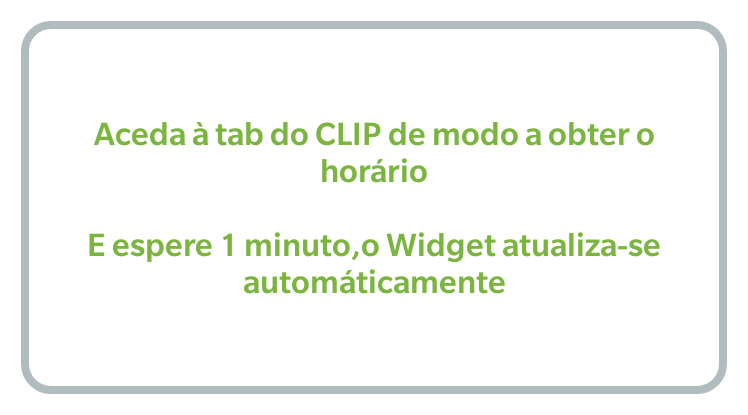 Aceda à tab do CLIP de modo a obter o
horário
E espere 1 minuto,o Widget atualiza-se
automáticamente